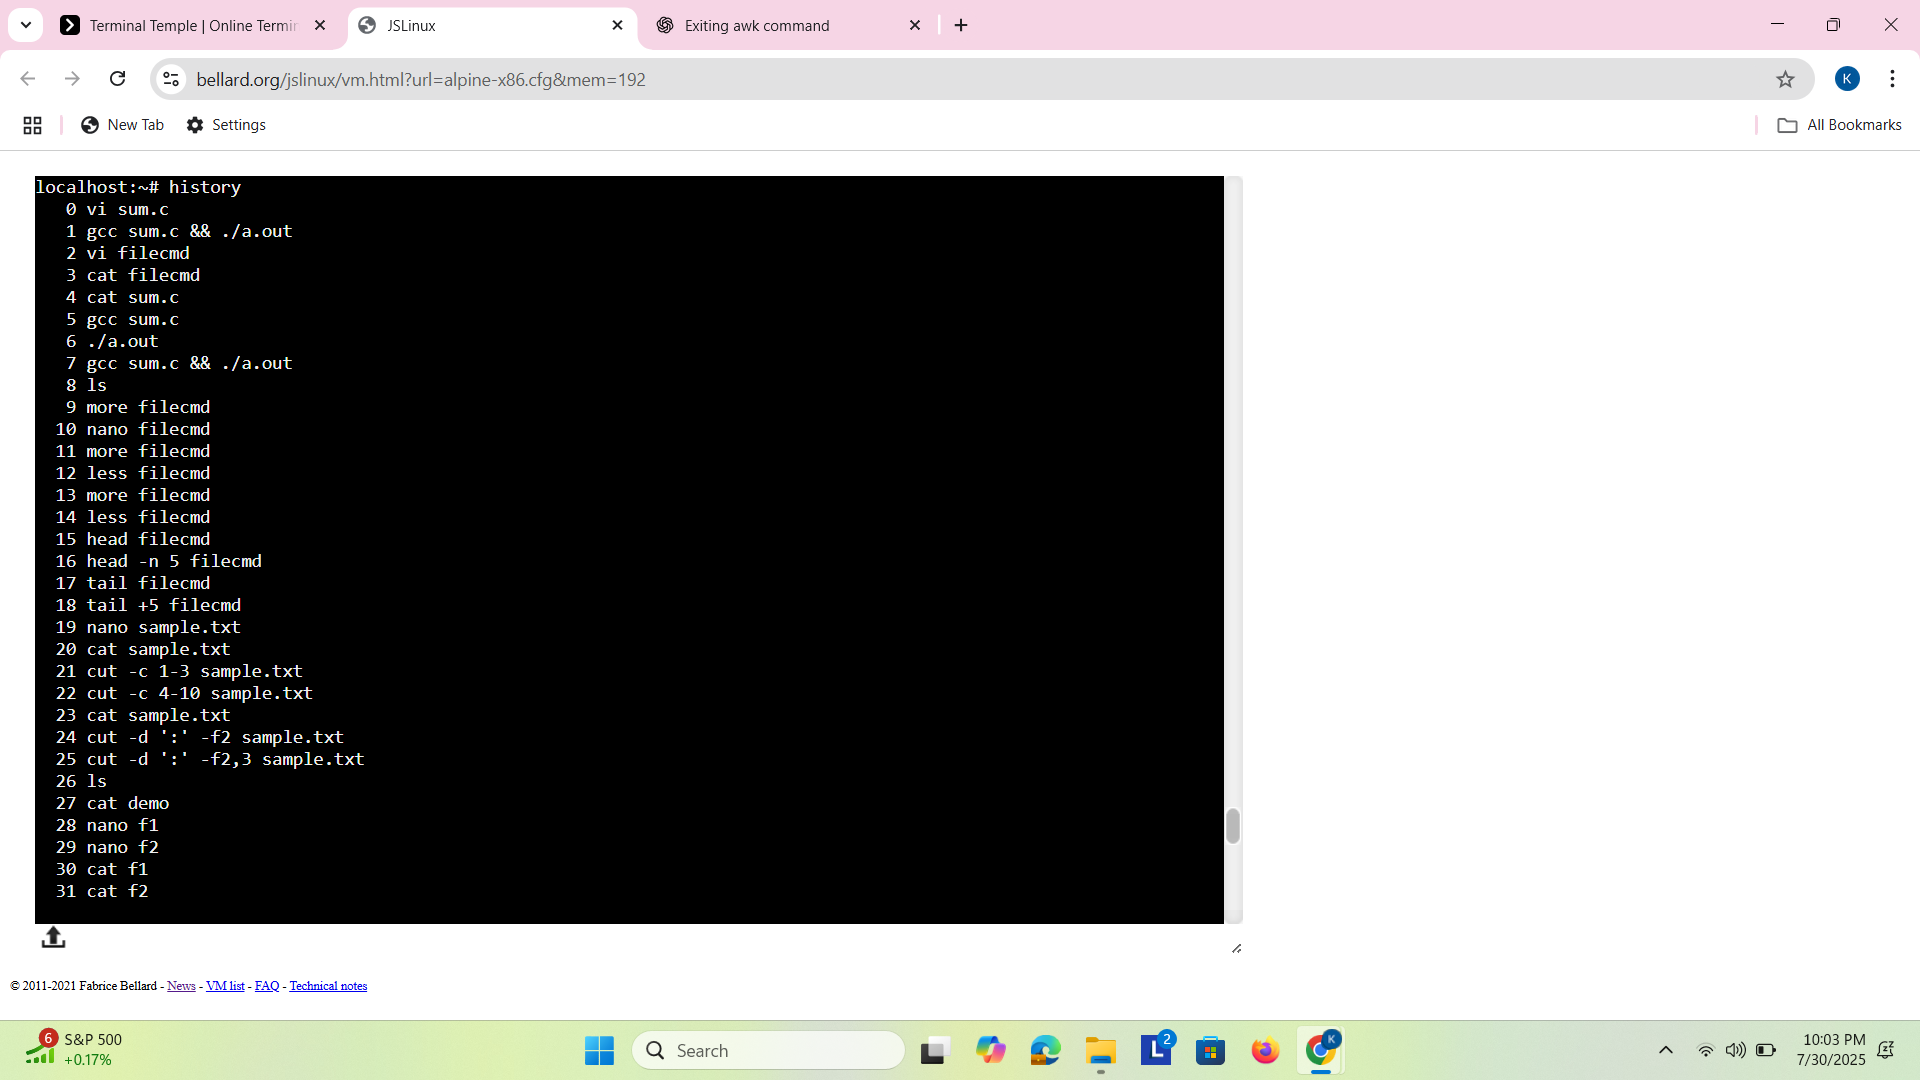 Terminal Temple | Online Termin
JSLinux
Exiting awk command
bellard.org/jslinux/vm.html?url=alpine-x86.cfg&mem=192
K
New Tab
Settings
All Bookmarks
localhost:~# history
0 vi sum.c
1 gcc sum.c && ./a.out
2 vi filecmd
3 cat filecmd
4 cat sum.c
5 gcc sum.c
6 ./a.out
7 gcc sum.c && ./a.out
8 ls
9 more filecmd
10 nano filecmd
11 more filecmd
12 less filecmd
13 more filecmd
14 less filecmd
15 head filecmd
16 head -n 5 filecmd
17 tail filecmd
18 tail +5 filecmd
19 nano sample.txt
20 cat sample.txt
21 cut -c 1-3 sample.txt
22 cut -c 4-10 sample.txt
23 cat sample.txt
24 cut -d ':' -f2 sample.txt
25 cut -d ':' -f2,3 sample.txt
26 ls
27 cat demo
28 nano f1
29 nano f2
30 cat f1
31 cat f2
© 2011-2021 Fabrice Bellard - News - VM list - FAQ - Technical notes
6
S&P 500
+0.17%
Search
L
2
K
10:03 PM
7/30/2025